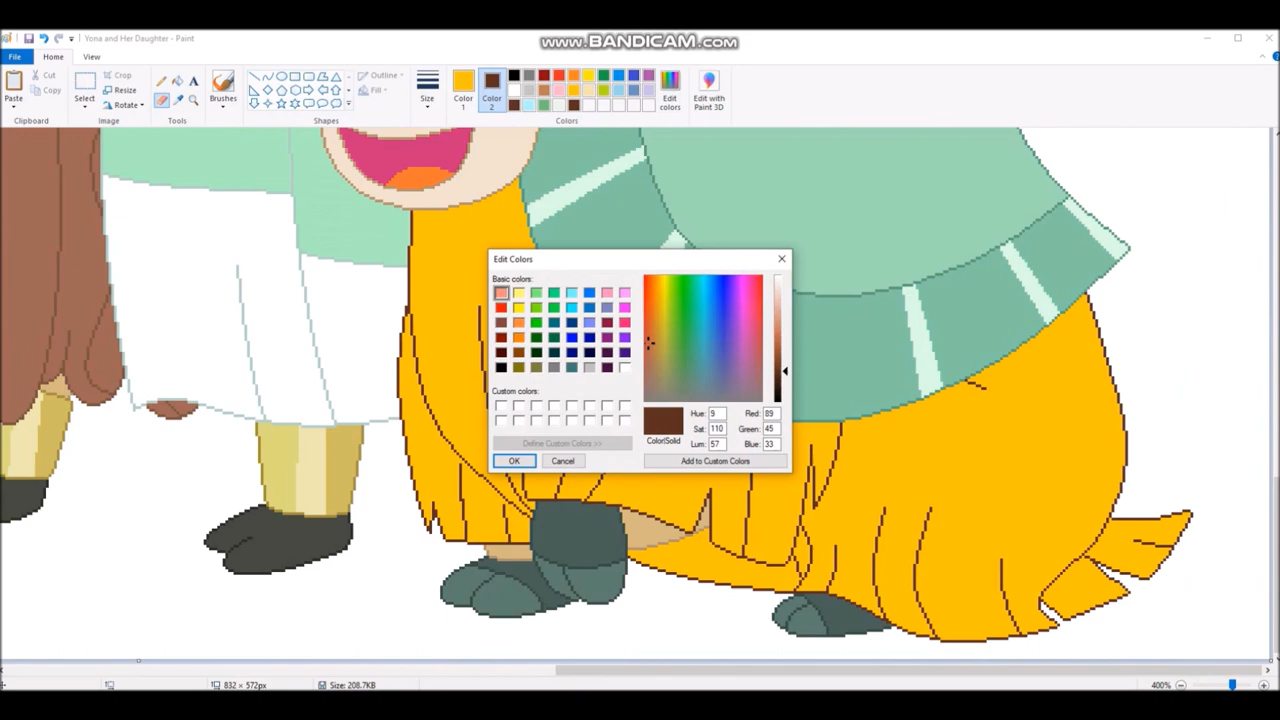 www.BANDICAM.com
Yona and Her Daughter - Paint
File Home View
Paste
Cut
Copy
Clipboard
Select
Crop
Resize
Rotate
Image
A
Tools
Brushes
Outline
Fill
Shapes
Size
Color
1
Color
2
Edit
colors
Colors
Edit with
Paint 3D
Edit Colors
Basic colors:
Custom colors:
Define Custom Colors >>
OK Cancel
Color|Solid
Hue: 9 Red: 89
Sat: 110 Green: 45
Lum: 57 Blue: 33
Add to Custom Colors
832 × 572px
Size: 208.7KB
400%